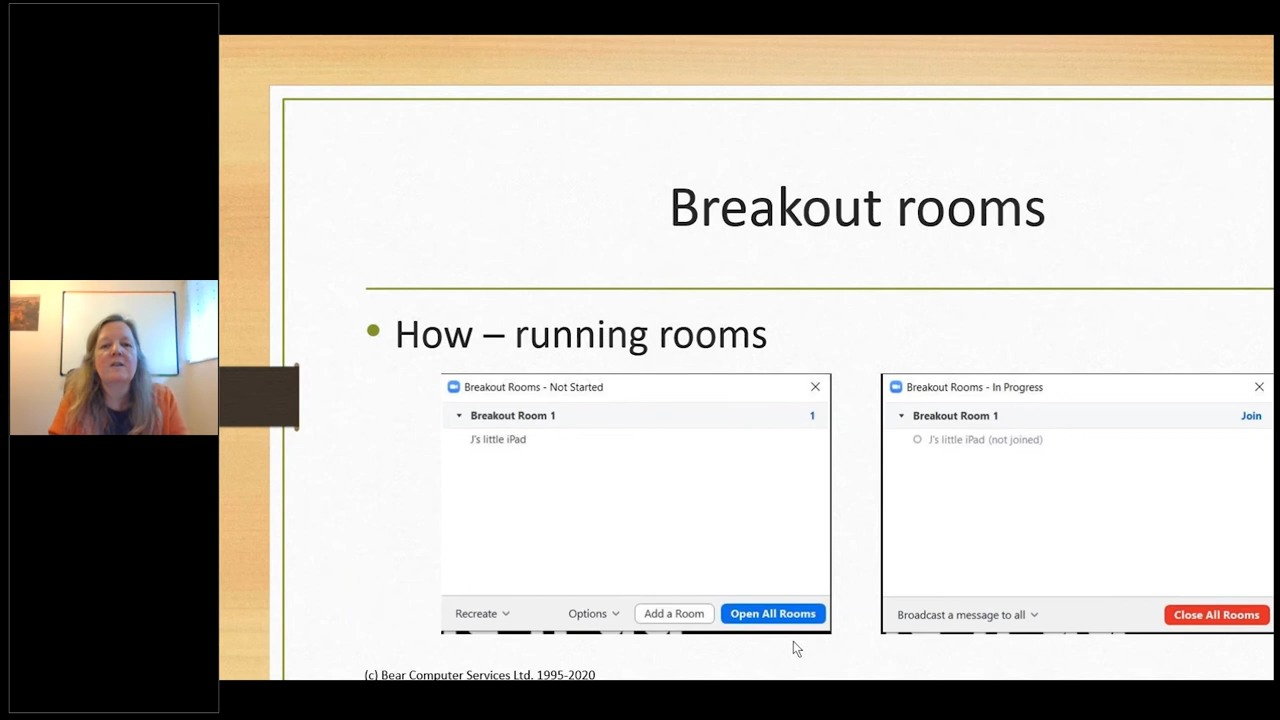 Breakout rooms
How – running rooms
Breakout Rooms - Not Started
Breakout Room 1 1
J's little iPad
Recreate Options Add a Room Open All Rooms
Breakout Rooms - In Progress
Breakout Room 1 Join
J's little iPad (not joined)
Broadcast a message to all Close All Rooms
(c) Bear Computer Services Ltd. 1995-2020